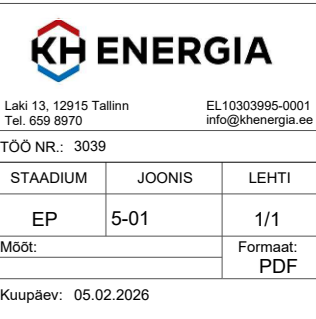 KH ENERGIA
Laki 13, 12915 Tallinn EL10303995-0001
Tel. 659 8970 info@khenergia.ee
TÖÖ NR.: 3039
STAADIUM JOONIS LEHTI
EP 5-01 1/1
Mõõt: Formaat:
PDF
Kuupäev: 05.02.2026